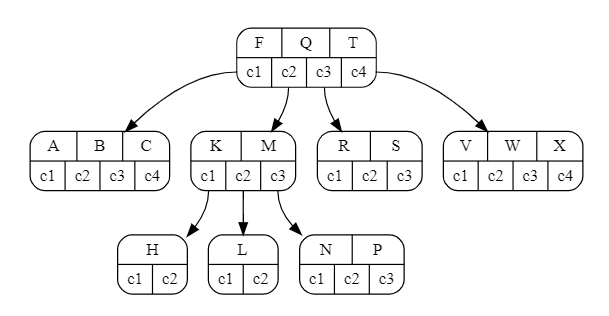 F Q T
c1 c2 c3 c4
A B C
c1 c2 c3 c4
K M
c1 c2 c3
R S
c1 c2 c3
V W X
c1 c2 c3 c4
H
c1 c2
L
c1 c2
N P
c1 c2 c3